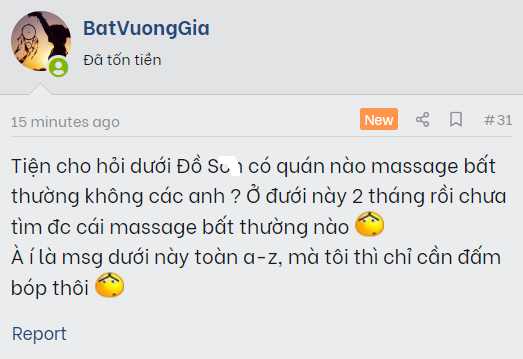 BatVuongGia
Đã tốn tiền
15 minutes ago
New
#31
Tiện cho hỏi dưới Đồ Sơn có quán nào massage bất
thường không các anh ? Ở đưới này 2 tháng rồi chưa
tìm đc cái massage bất thường nào
À í là msg dưới này toàn a-z, mà tôi thì chỉ cần đấm
bóp thôi
Report